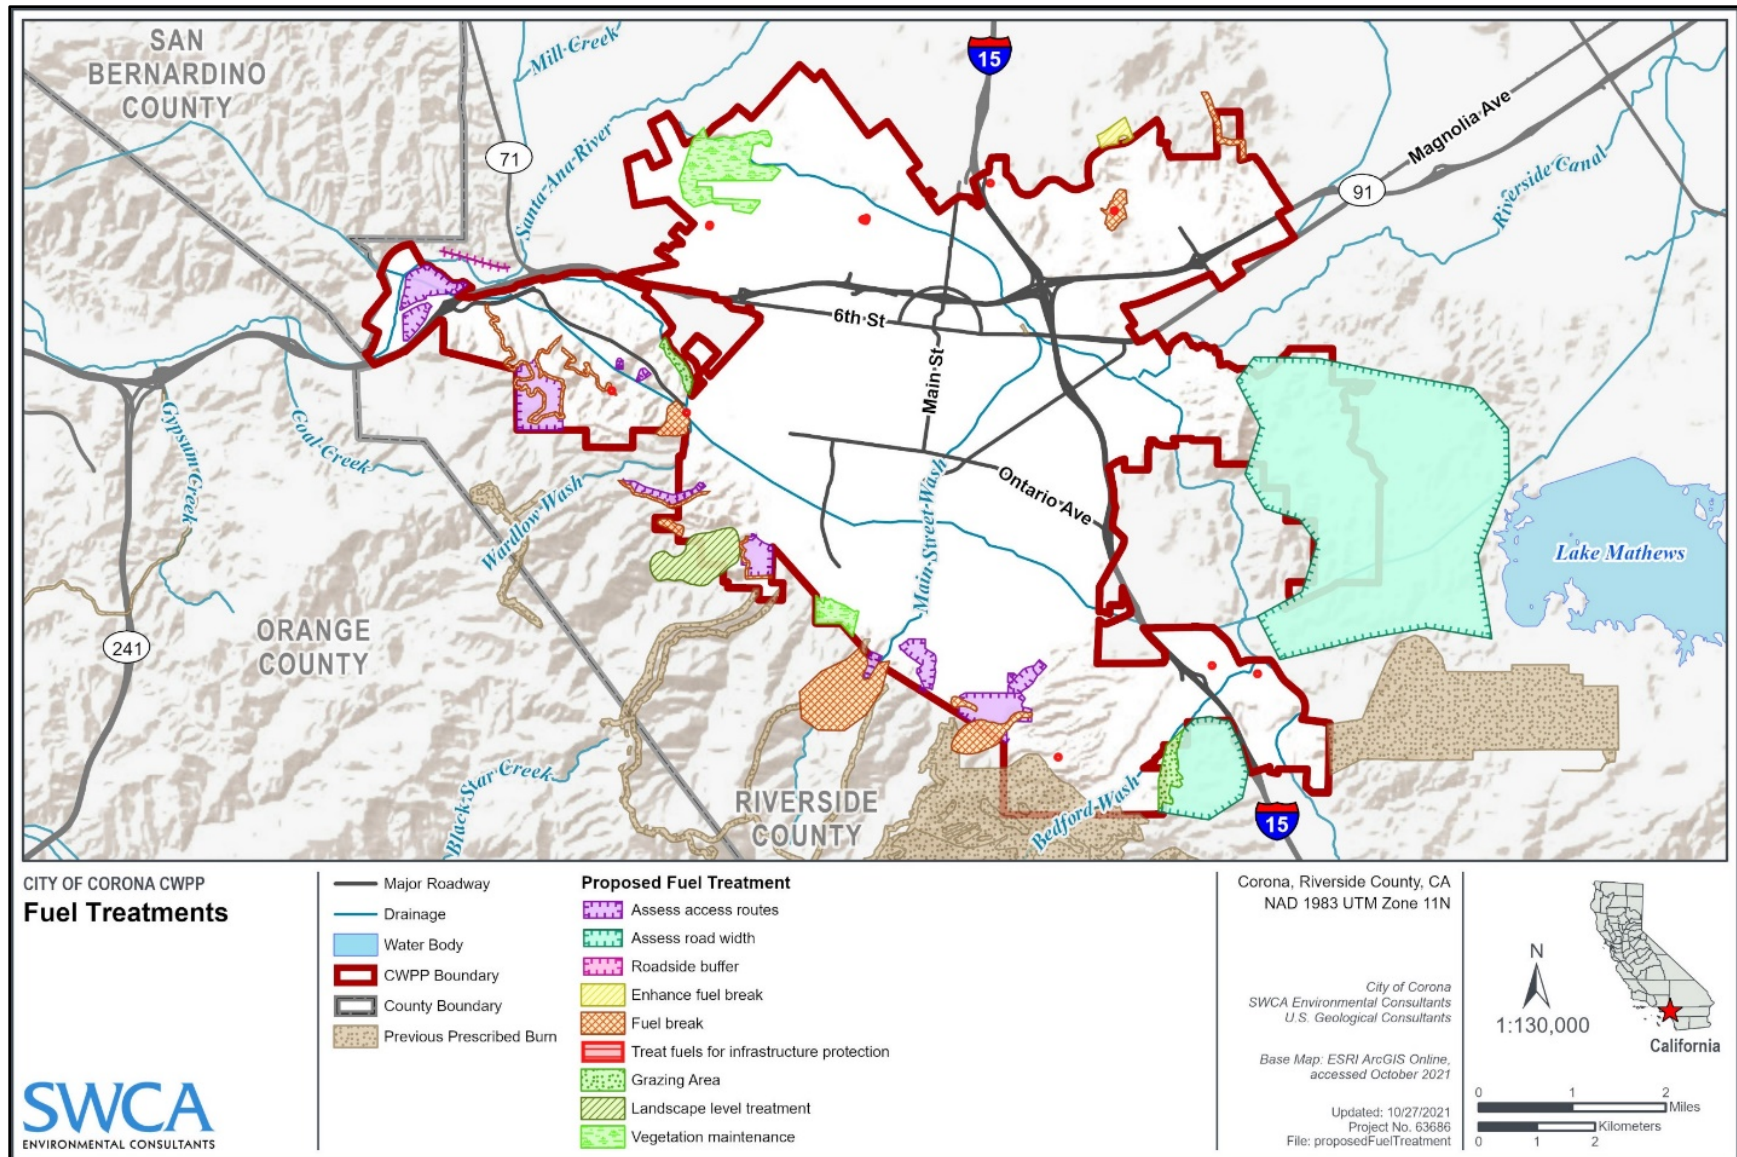 SAN
BERNARDINO
COUNTY
Mill Creek
15
71
Santa Ana River
Magnolia Ave
91
Riverside Canal
6th St
Main St
Gypsum Creek
Coal Creek
Wardlow Wash
Main Street Wash
Ontario Ave
Lake Mathews
ORANGE
COUNTY
241
Black Star Creek
RIVERSIDE
COUNTY
Bedford Wash
15
CITY OF CORONA CWPP
Fuel Treatments
SWCA
ENVIRONMENTAL CONSULTANTS
Major Roadway
Drainage
Water Body
CWPP Boundary
County Boundary
Previous Prescribed Burn
Proposed Fuel Treatment
Assess access routes
Assess road width
Roadside buffer
Enhance fuel break
Fuel break
Treat fuels for infrastructure protection
Grazing Area
Landscape level treatment
Vegetation maintenance
Corona, Riverside County, CA
NAD 1983 UTM Zone 11N
City of Corona
SWCA Environmental Consultants
U.S. Geological Consultants
Base Map: ESRI ArcGIS Online,
accessed October 2021
Updated: 10/27/2021
Project No. 63686
File: proposedFuelTreatment
N
1:130,000
California
0 1 2
Miles
Kilometers
0 1 2